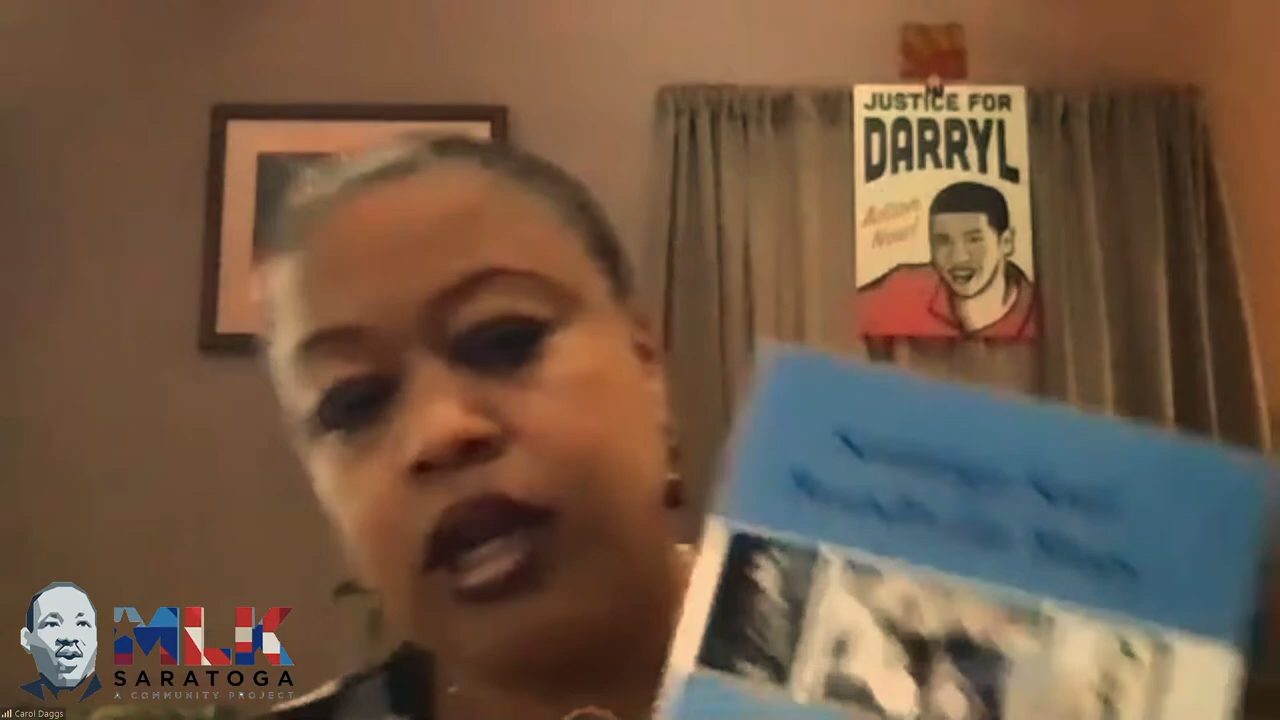 JUSTICE FOR
DARRYL
Action
Now!
MLK
SARATOGA
A COMMUNITY PROJECT
Carol Daggs